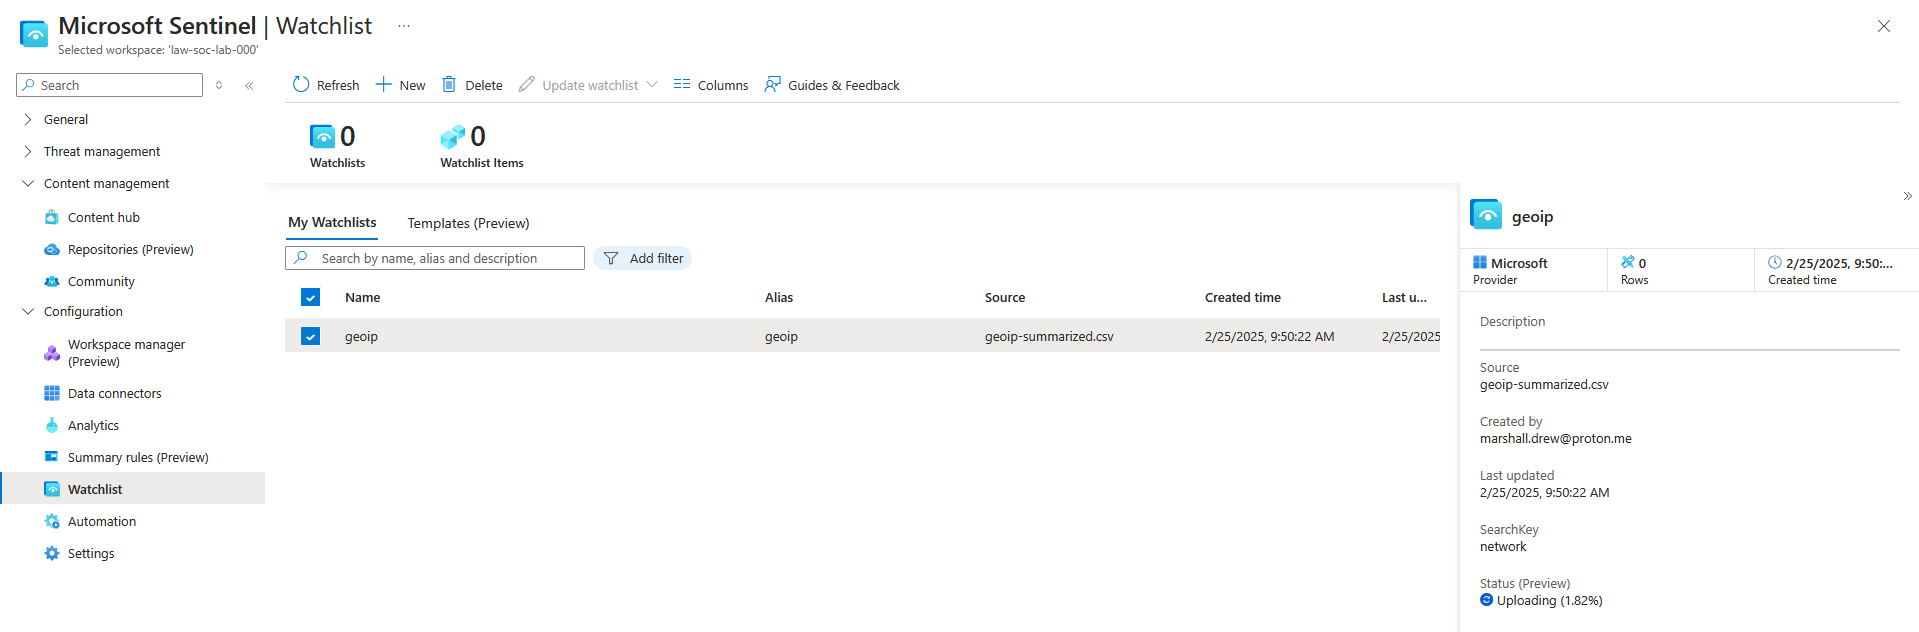 Microsoft Sentinel | Watchlist ...
Selected workspace: 'law-soc-lab-000'
Search
General
Threat management
Content management
Content hub
Repositories (Preview)
Community
Configuration
Workspace manager
(Preview)
Data connectors
Analytics
Summary rules (Preview)
Watchlist
Automation
Settings
Refresh New Delete Update watchlist Columns Guides & Feedback
0 0
Watchlists Watchlist Items
My Watchlists Templates (Preview)
Search by name, alias and description Add filter
Name Alias Source Created time Last u...
geoip geoip geoip-summarized.csv 2/25/2025, 9:50:22 AM 2/25/2025
geoip
Microsoft 0 2/25/2025, 9:50:...
Provider Rows Created time
Description
Source
geoip-summarized.csv
Created by
marshall.drew@proton.me
Last updated
2/25/2025, 9:50:22 AM
SearchKey
network
Status (Preview)
Uploading (1.82%)